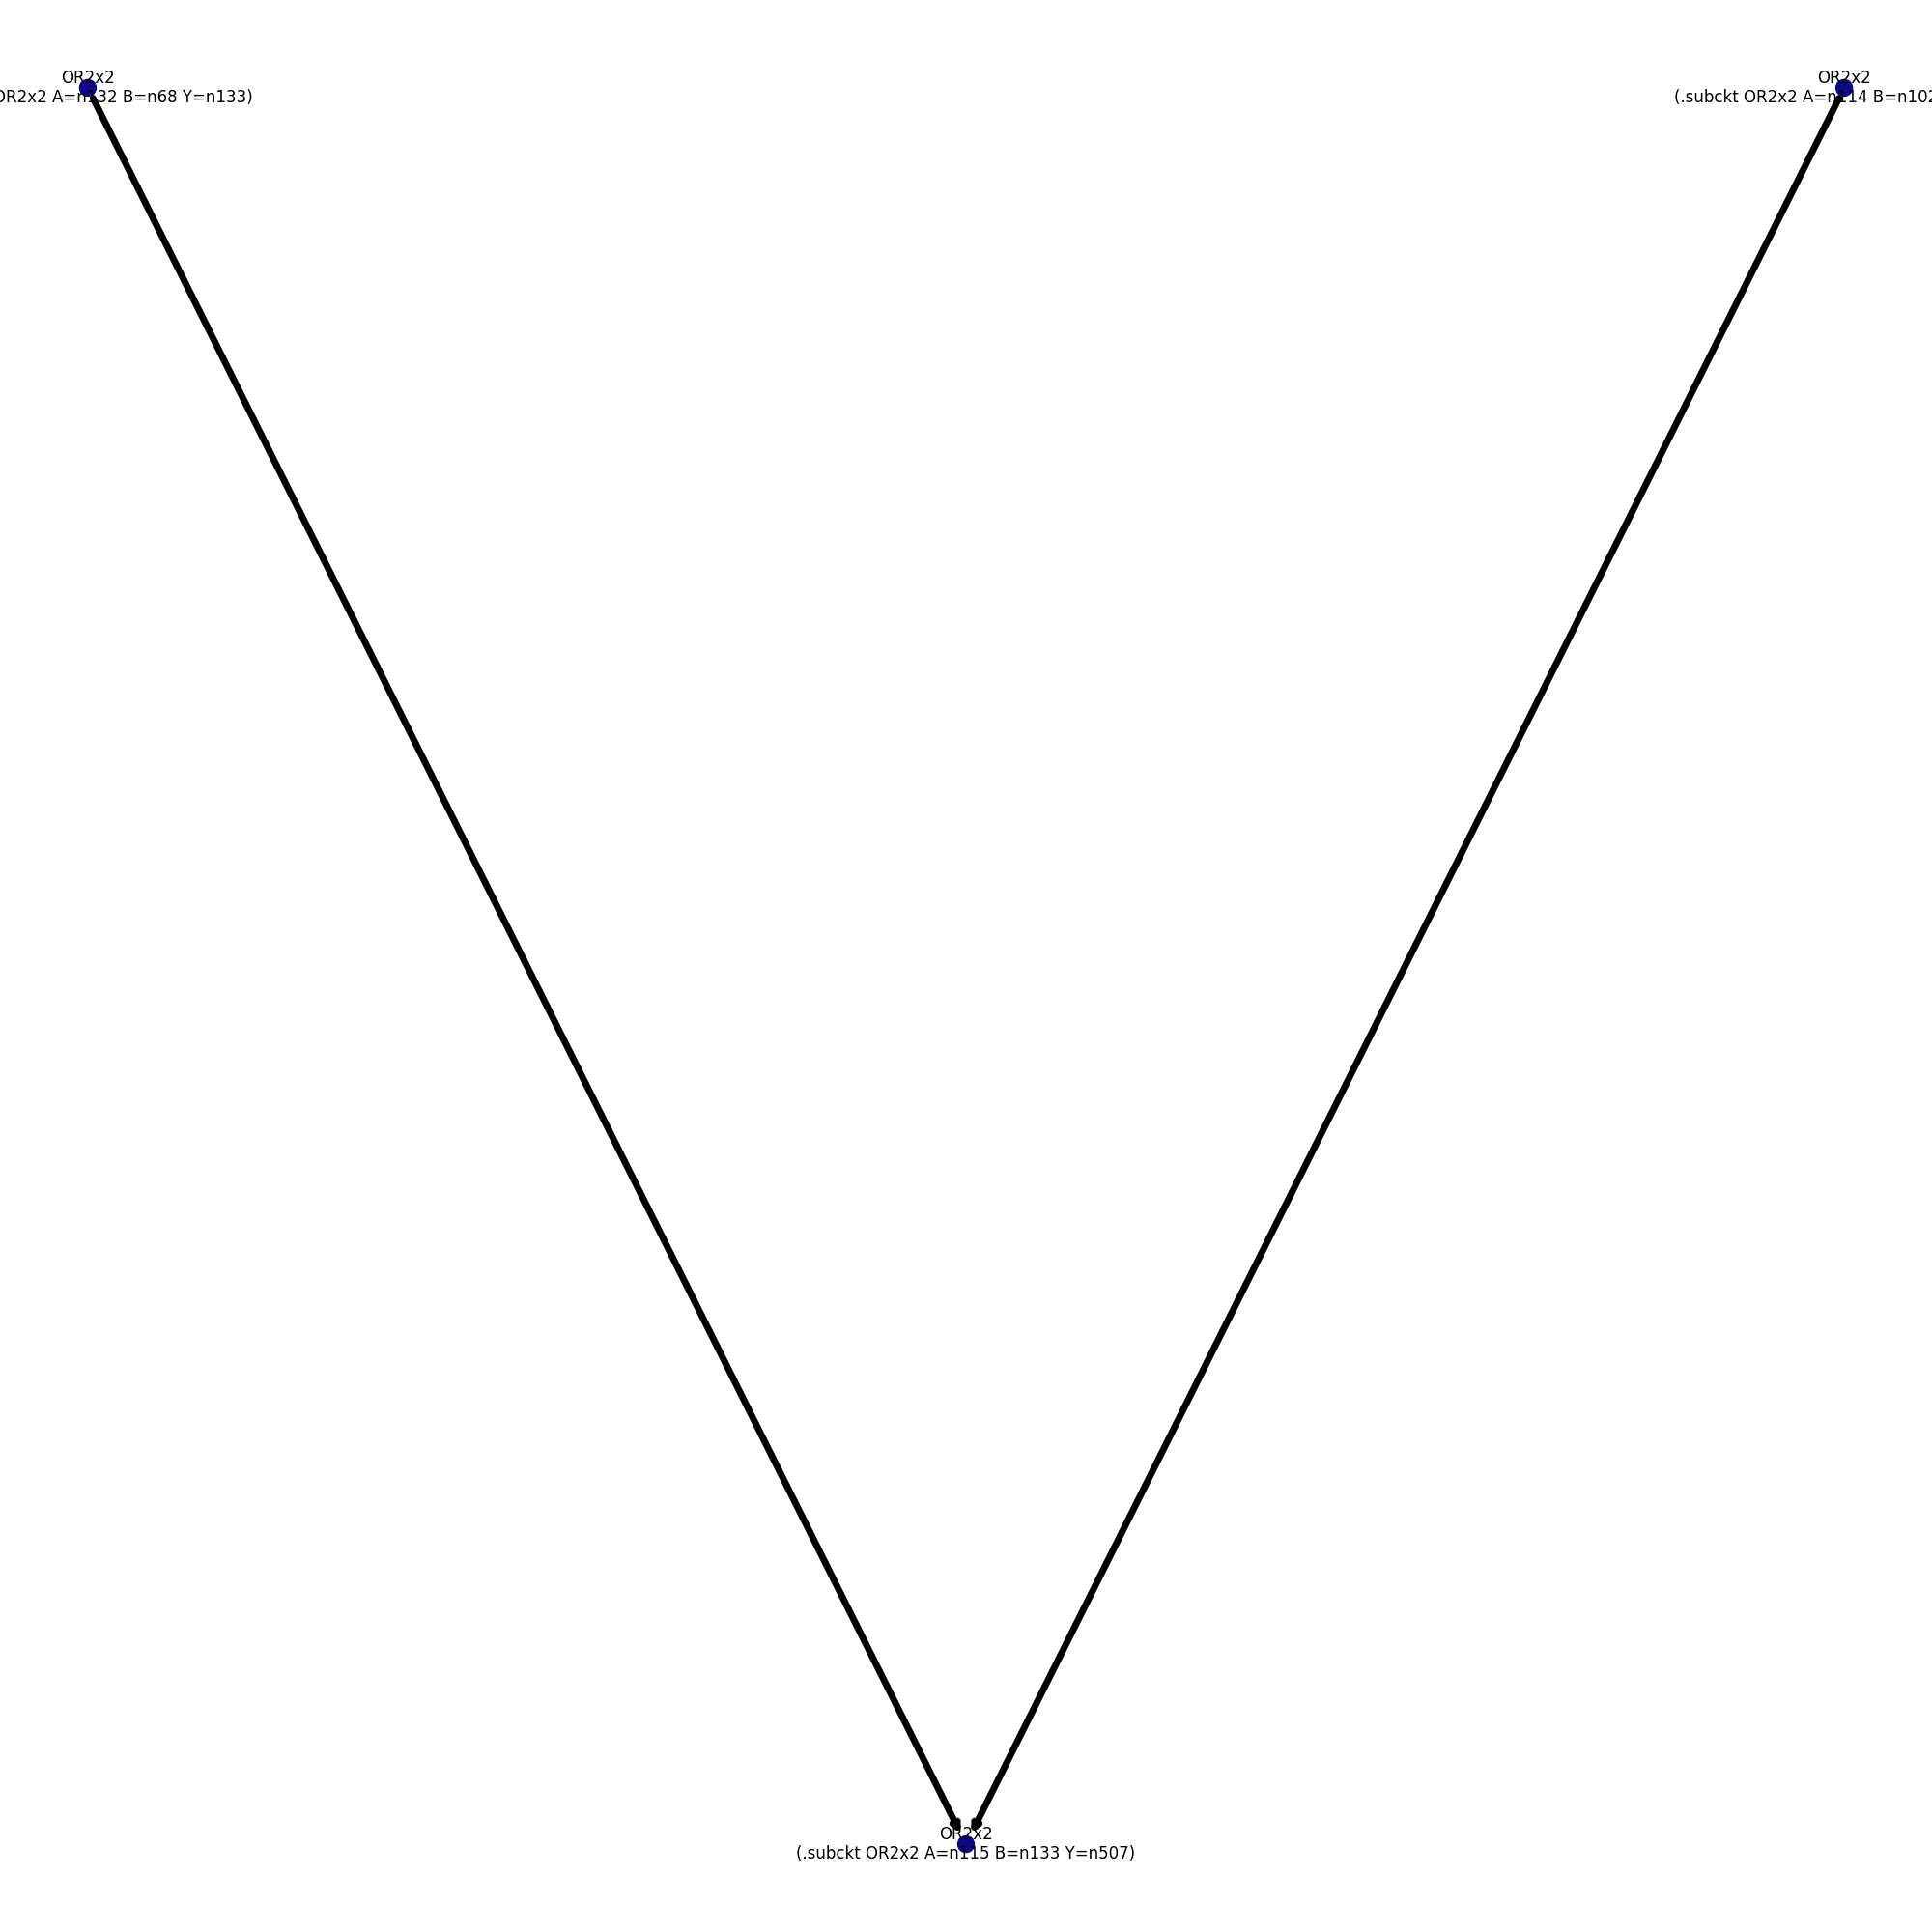 OR2x2
OR2x2 A=n132 B=n68 Y=n133)
OR2x2
(.subckt OR2x2 A=n114 B=n102
OR2x2
(.subckt OR2x2 A=n115 B=n133 Y=n507)